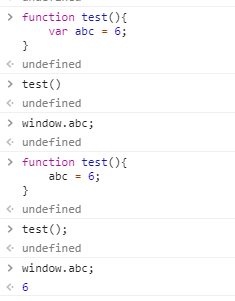 undefined
> function test(){
var abc = 6;
}
undefined
> test()
undefined
> window.abc;
undefined
> function test(){
abc = 6;
}
undefined
> test();
undefined
> window.abc;
6